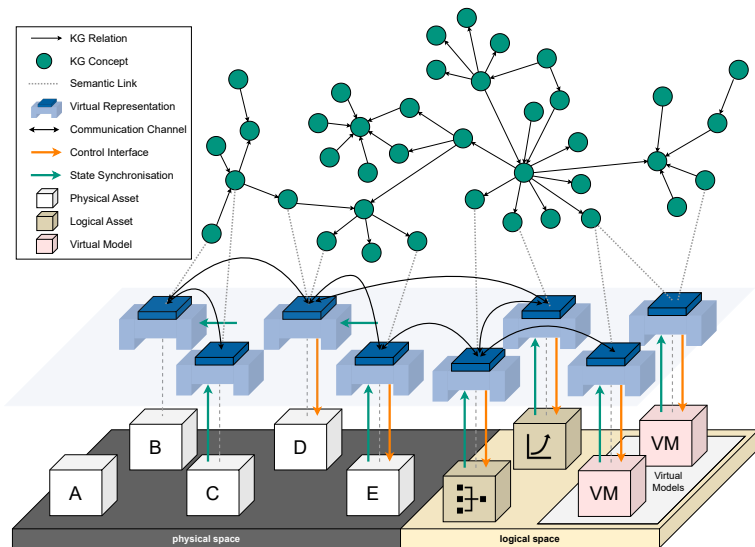 KG Relation
KG Concept
Semantic Link
Virtual Representation
Communication Channel
Control Interface
State Synchronisation
Physical Asset
Logical Asset
Virtual Model
B
D
VM
A
C
E
VM
Virtual
Models
physical space
logical space